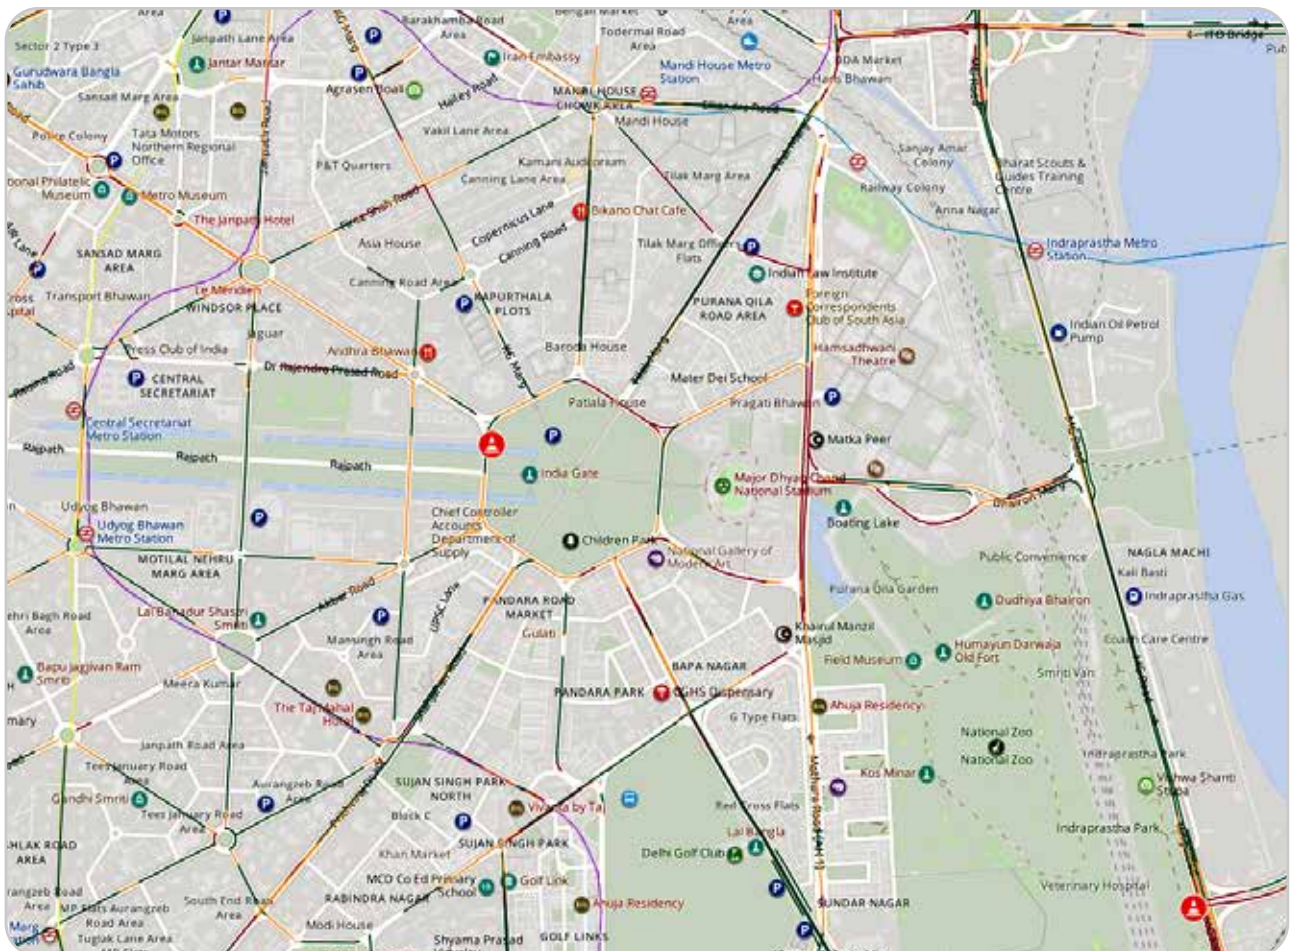 Sector 2 Type 3
Gurudwara Bangla
Sahib
Janpath Lane Area
Jantar Mantar
Sansad Marg Area
Police Colony
Tata Motors
Northern Regional
Office
Metro Museum
Museum
The Janpath Hotel
SANSAD MARG
AREA
Transport Bhawan
Le Meridien
WINDSOR PLACE
Jaguar
Press Club of India
CENTRAL
SECRETARIAT
Central Secretariat
Metro Station
Barakhamba Road
Area
Iran Embassy
Agrasen Baoli
Hailey Road
Vakil Lane Area
P&T Quarters
Kamani Auditorium
Canning Lane Area
Copernicus Lane
Canning Road
Asia House
Canning Road Area
KAPURTHALA
PLOTS
Andhra Bhawan
Dr Rajendra Prasad Road
KG Marg
Baroda House
Patiala House
Bengali Market
Area
Todermal Road
Area
Mandi House Metro
Station
MANDI HOUSE
CHOWK AREA
Mandi House
Tilak Marg Area
Bikano Chat Cafe
Tilak Marg Officers
Flats
Indian Law Institute
PURANA QILA
ROAD AREA
Foreign
Correspondents
Club of South Asia
Hamsadhwani
Theatre
Mater Dei School
Pragati Bhawan
Matka Peer
DDA Market
Hans Bhawan
Sanjay Amar
Colony
Railway Colony
Anna Nagar
Bharat Scouts &
Guides Training
Centre
ITO Bridge
Indraprastha Metro
Station
Indian Oil Petrol
Pump
Rajpath
Rajpath
Rajpath
India Gate
Major Dhyan Chand
National Stadium
Boating Lake
Bhairon Marg
Udyog Bhawan
Udyog Bhawan
Metro Station
MOTILAL NEHRU
MARG AREA
Chief Controller
Accounts
Department of
Supply
Children Park
National Gallery of
Modern Art
Public Convenience
NAGLA MACHI
Kali Basti
Purana Qila Garden
Dudhiya Bhairon
Indraprastha Gas
Akbar Road
UPSC Lane
Lal Bahadur Shastri
Smriti
Mansingh Road
Area
PANDARA ROAD
MARKET
Gulati
Khairul Manzil
Masjid
Field Museum
Humayun Darwaja
Old Fort
Smriti Van
Bapu Jagjivan Ram
Smriti
Meera Kumar
The Taj Mahal
Hotel
BAPA NAGAR
PANDARA PARK
CGHS Dispensary
G Type Flats
Ahuja Residency
National Zoo
National Zoo
Janpath Road Area
Tees January Road
Area
Gandhi Smriti
Aurangzeb Road
Area
Tees January Road
Area
SUJAN SINGH PARK
NORTH
Block C
Vivanta by Taj
SUJAN SINGH PARK
Khan Market
Red Cross Flats
Lal Bangla
Delhi Golf Club
Kos Minar
Indraprastha Park
Vishwa Shanti
Stupa
Indraprastha Park
Veterinary Hospital
MCD Co Ed Primary
School
Golf Link
RABINDRA NAGAR
Ahuja Residency
SUNDAR NAGAR
South End Road
Area
MP Flats Aurangzeb
Road Area
Tuglak Lane Area
Modi House
Shyama Prasad
GOLF LINKS